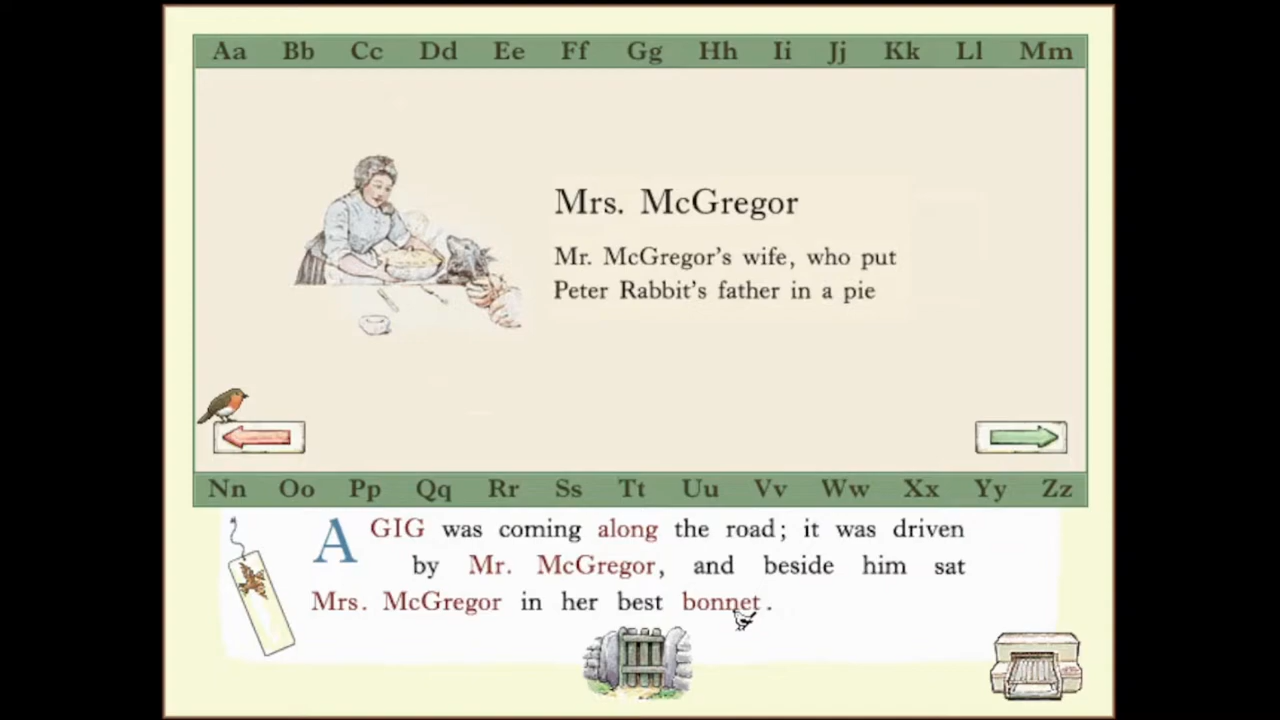 Aa Bb Cc Dd Ee Ff Gg Hh Ii Jj Kk Ll Mm
Mrs. McGregor
Mr. McGregor's wife, who put
Peter Rabbit's father in a pie
Nn Oo Pp Qq Rr Ss Tt Uu Vv Ww Xx Yy Zz
A GIG was coming along the road; it was driven
by Mr. McGregor, and beside him sat
Mrs. McGregor in her best bonnet.